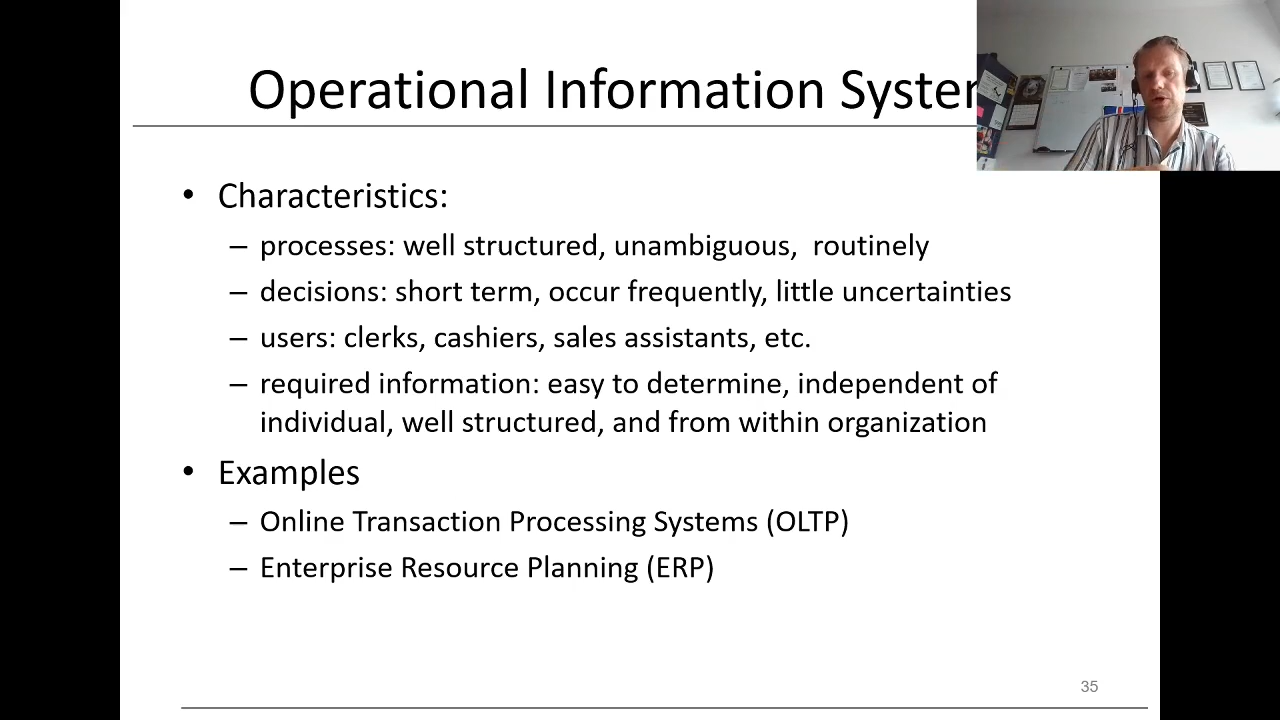 Operational Information System
• Characteristics:
– processes: well structured, unambiguous,  routinely
– decisions: short term, occur frequently, little uncertainties
– users: clerks, cashiers, sales assistants, etc.
– required information: easy to determine, independent of
individual, well structured, and from within organization
• Examples
– Online Transaction Processing Systems (OLTP)
– Enterprise Resource Planning (ERP)
35